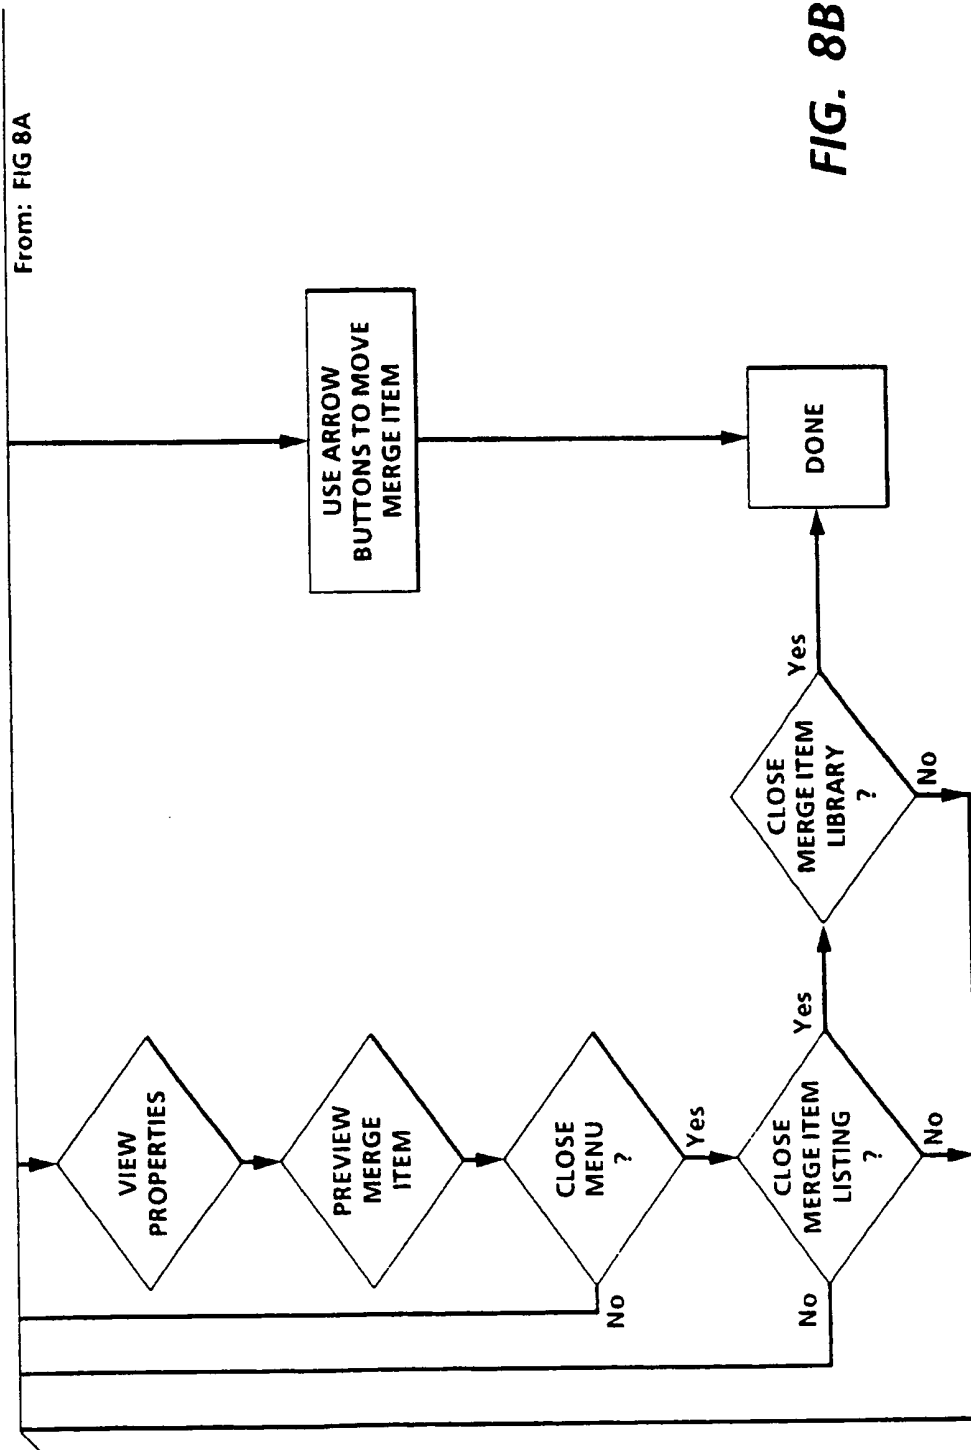 From: FIG 8A
VIEW
PROPERTIES
PREVIEW
MERGE
ITEM
CLOSE
MENU
?
No
Yes
CLOSE
MERGE ITEM
LISTING
?
No
No
Yes
CLOSE
MERGE ITEM
LIBRARY
?
No
Yes
USE ARROW
BUTTONS TO MOVE
MERGE ITEM
DONE
FIG. 8B